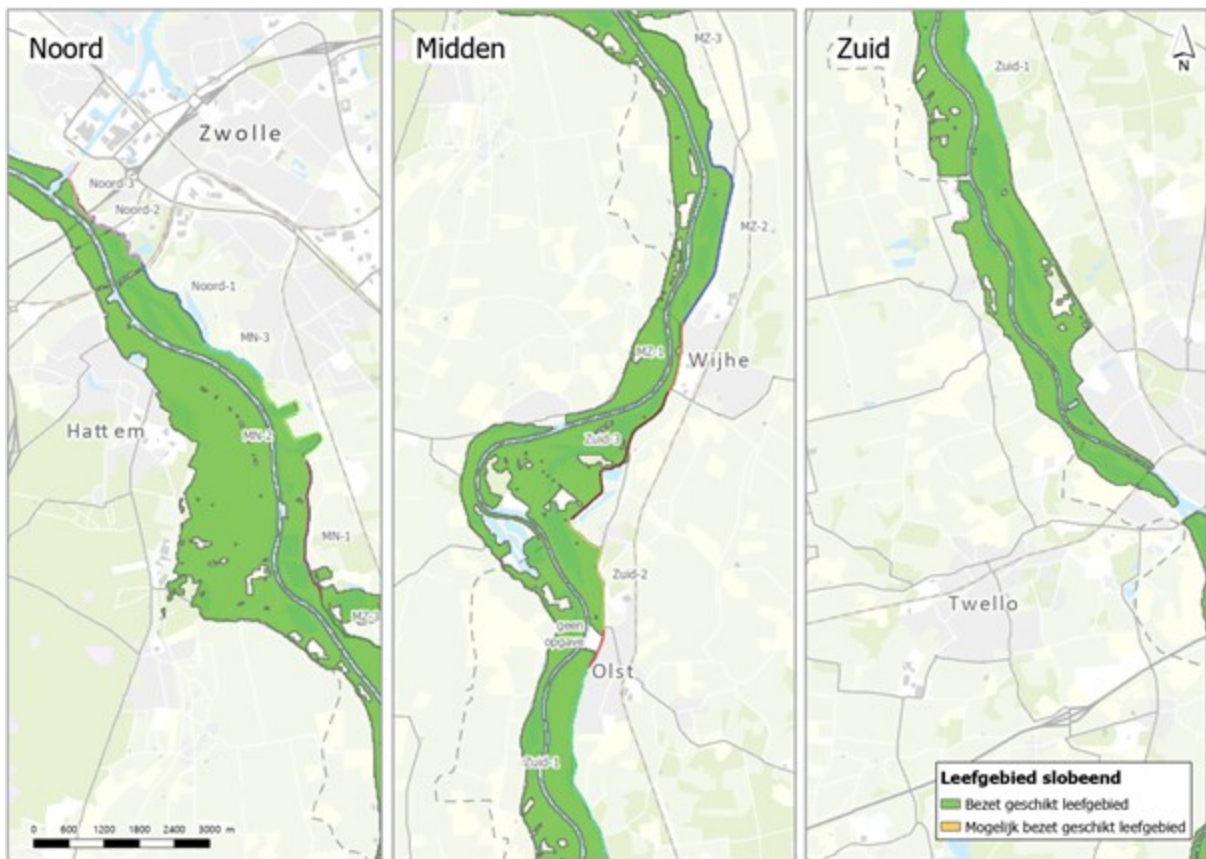 Noord
Zwolle
Noord-3
Noord-2
Noord-1
MN-3
Hattem
MN-2
MN-1
MZ-3
Midden
MZ-3
MZ-2
MZ-1
Wijhe
Zuid-3
Zuid-2
geen
opgave
Olst
Zuid-1
Zuid
Zuid-1
N
Twello
Leefgebied slobeend
Bezet geschikt leefgebied
Mogelijk bezet geschikt leefgebied
0 600 1200 1800 2400 3000 m